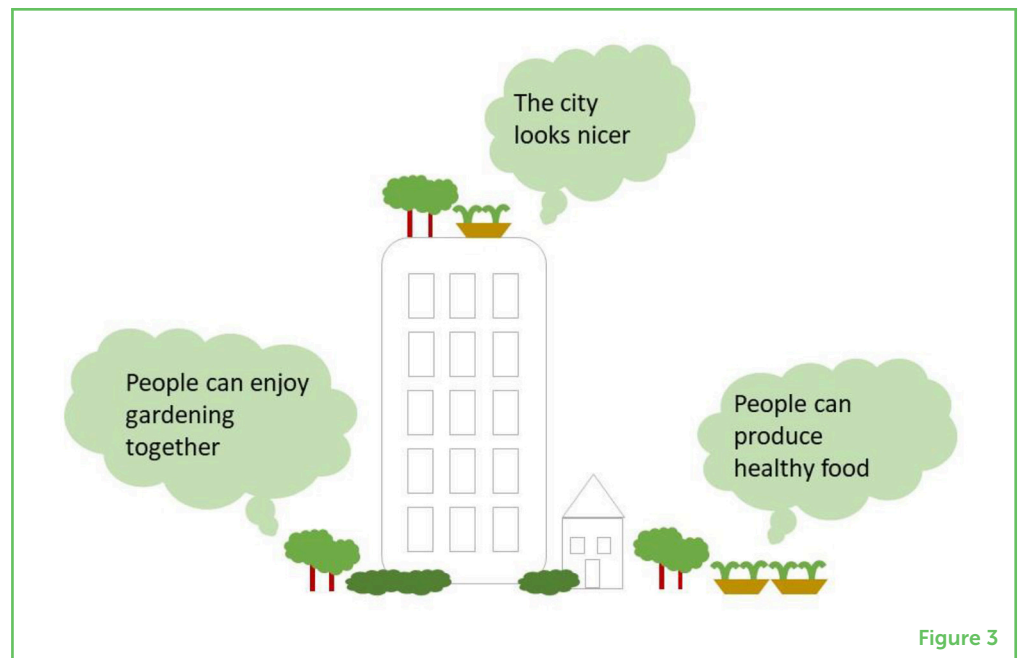 The city
looks nicer
People can enjoy
gardening
together
People can
produce
healthy food
Figure 3